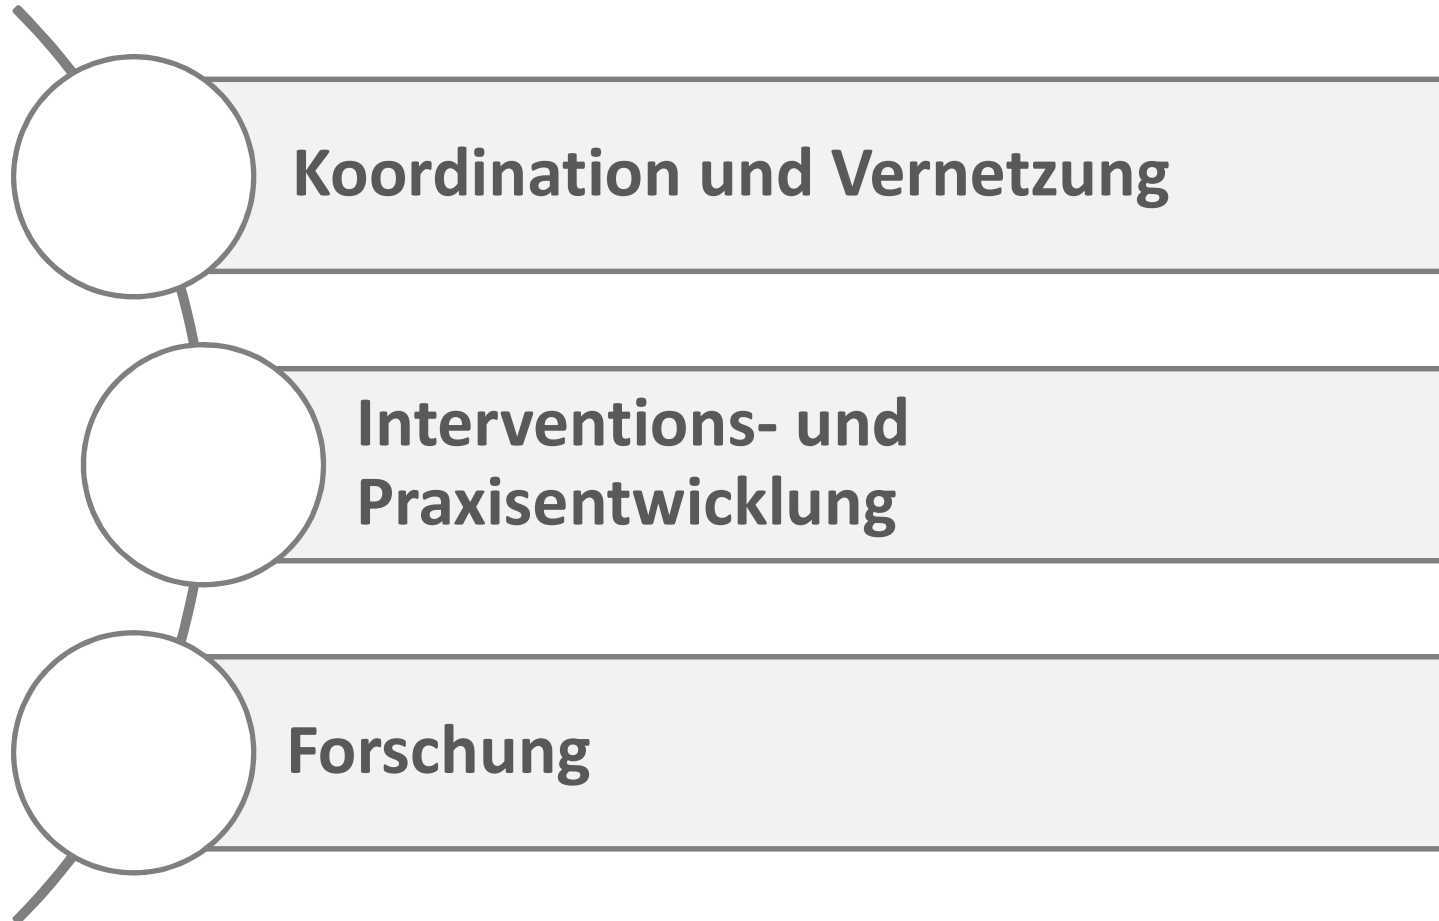 Koordination und Vernetzung
Interventions- und
Praxisentwicklung
Forschung